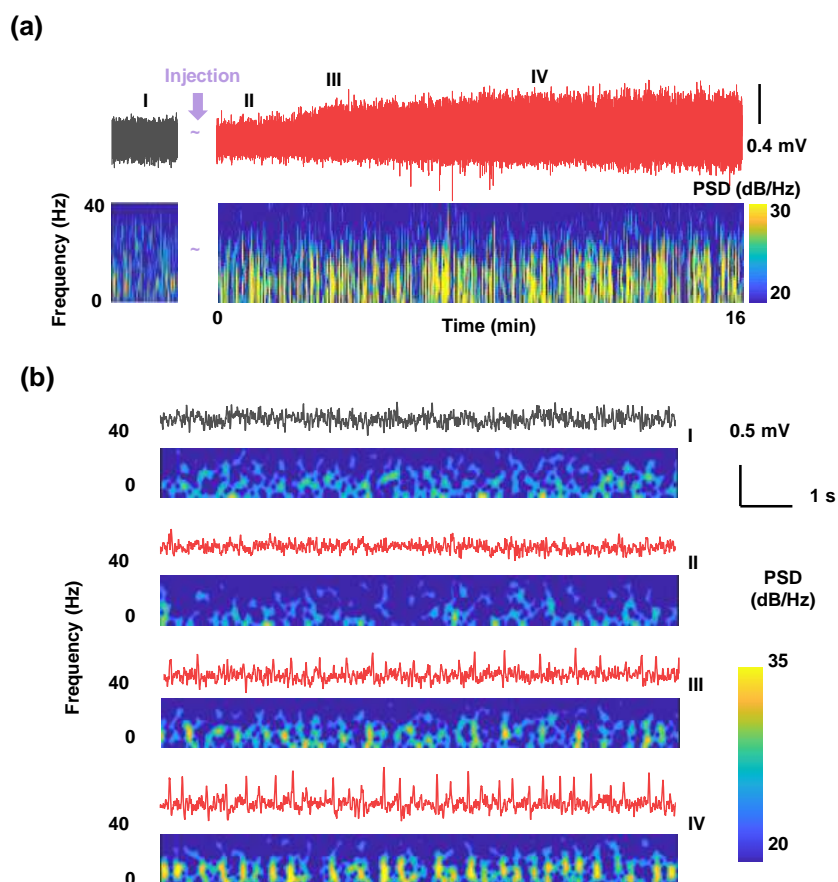 (a)
Injection
I
II
III
IV
~
0.4 mV
PSD (dB/Hz)
Frequency (Hz)
40
0
~
30
20
0
Time (min)
16
(b)
40
0
I
0.5 mV
1 s
II
40
0
Frequency (Hz)
PSD
(dB/Hz)
35
20
40
0
III
40
0
IV